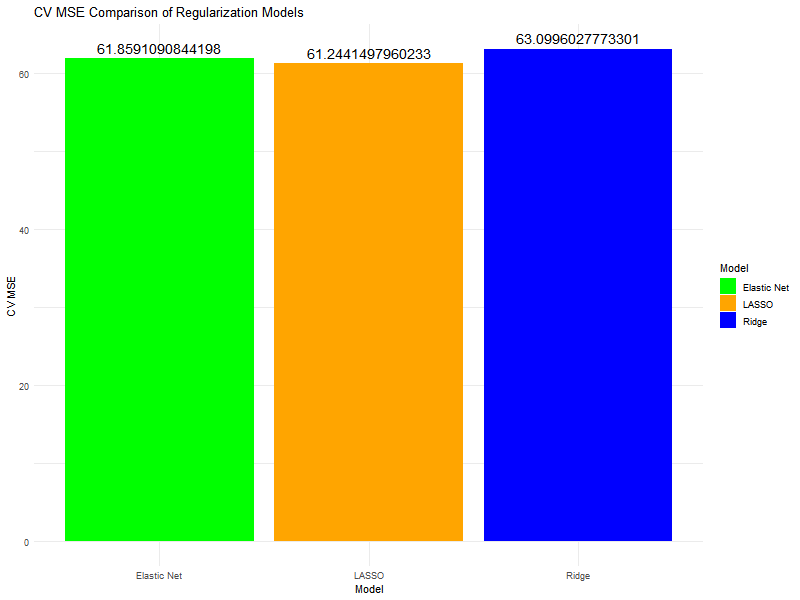 CV MSE Comparison of Regularization Models
61.8591090844198
61.2441497960233
63.0996027773301
60
40
20
0
CV MSE
Elastic Net
LASSO
Ridge
Model
Model
Elastic Net
LASSO
Ridge